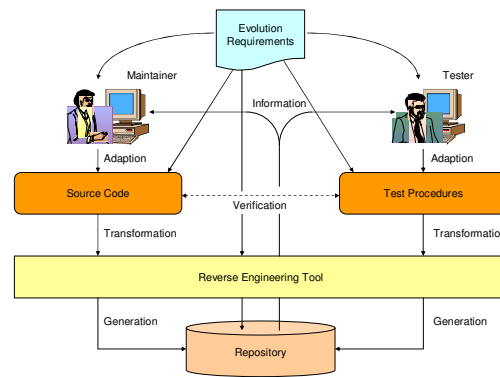 Evolution
Requirements
Maintainer
Tester
Information
Adaption
Adaption
Source Code
Test Procedures
Verification
Transformation
Transformatio
Reverse Engineering Tool
Generation
Generation
Repository